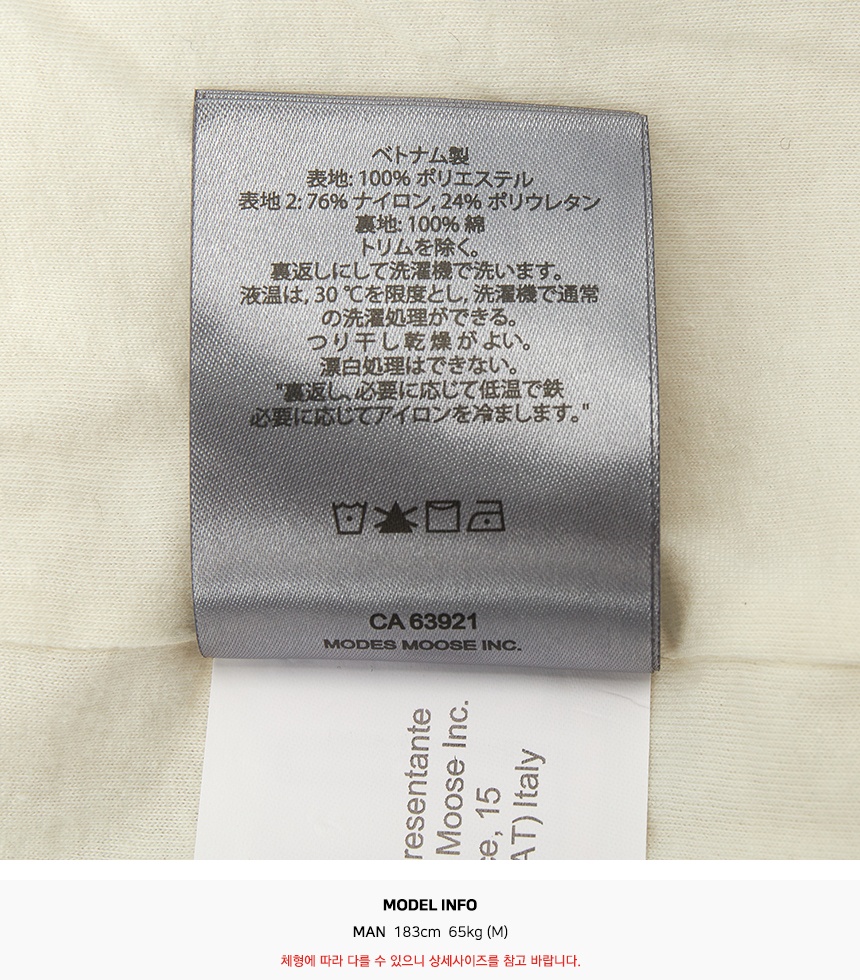 ベトナム製
表地: 100% ポリエステル
表地 2: 76% ナイロン, 24% ポリウレタン
裏地: 100% 綿
トリムを除く。
裏返しにして洗濯機で洗います。
液温は, 30 ℃を限度とし, 洗濯機で通常
の洗濯処理ができる。
つり干し乾燥がよい。
漂白処理はできない。
"裏返し、必要に応じて低温で鉄
必要に応じてアイロンを冷まします。"
CA 63921
MODES MOOSE INC.
resentante
Moose Inc.
ce, 15
AT) Italy
MODEL INFO
MAN 183cm 65kg (M)
체형에 따라 다를 수 있으니 상세사이즈를 참고 바랍니다.